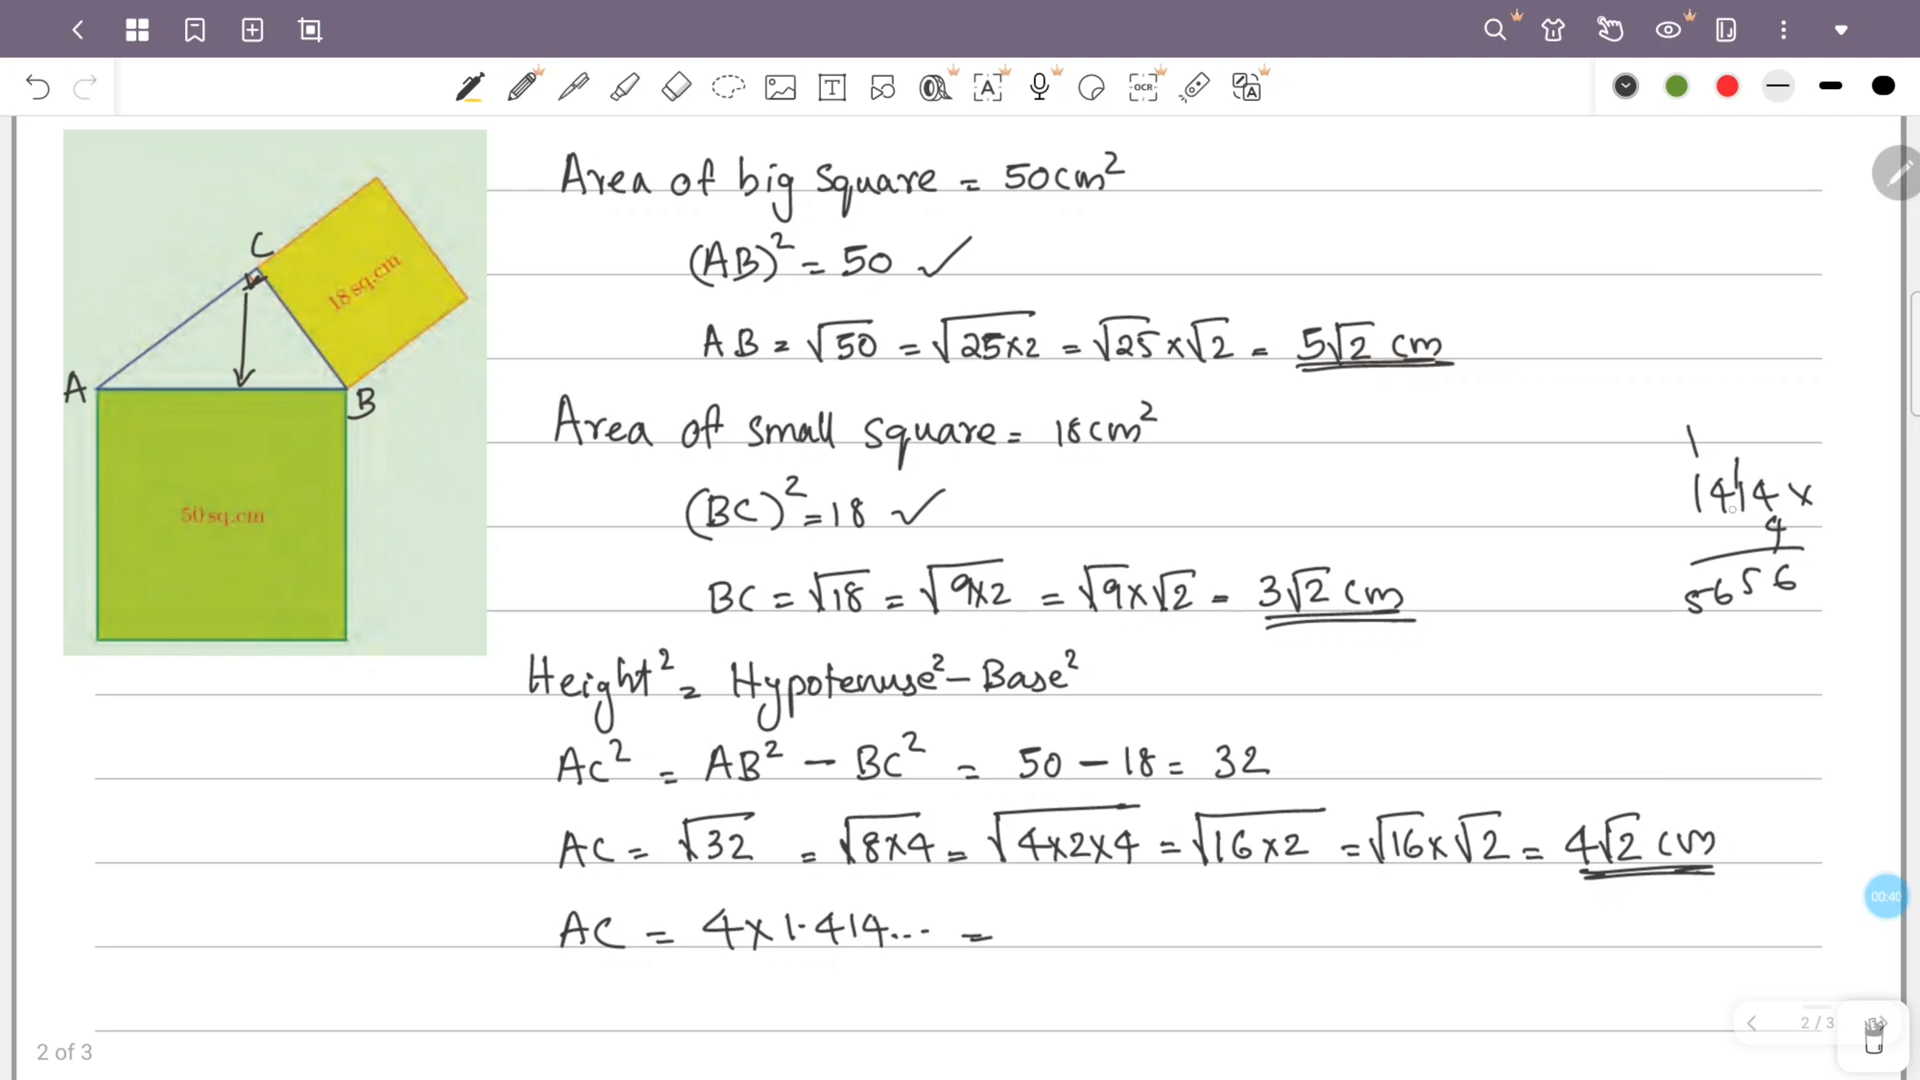 Area of big square = 50cm²
(AB)² = 50 ✓
AB = √50 = √25×2 = √25×√2 = 5√2 cm
Area of small square = 18cm²
(BC)² = 18 ✓
BC = √18 = √9×2 = √9×√2 = 3√2 cm
Height² = Hypotenuse² - Base²
AC² = AB² - BC² = 50 - 18 = 32
AC = √32 = √8×4 = √4×2×4 = √16×2 = √16×√2 = 4√2 cm
AC = 4×1.414... =
C
18 sq.cm
A
B
50 sq.cm
1 1
1414 ×
4
5656
00:40
2 / 3
2 of 3
A
T
OCR
A